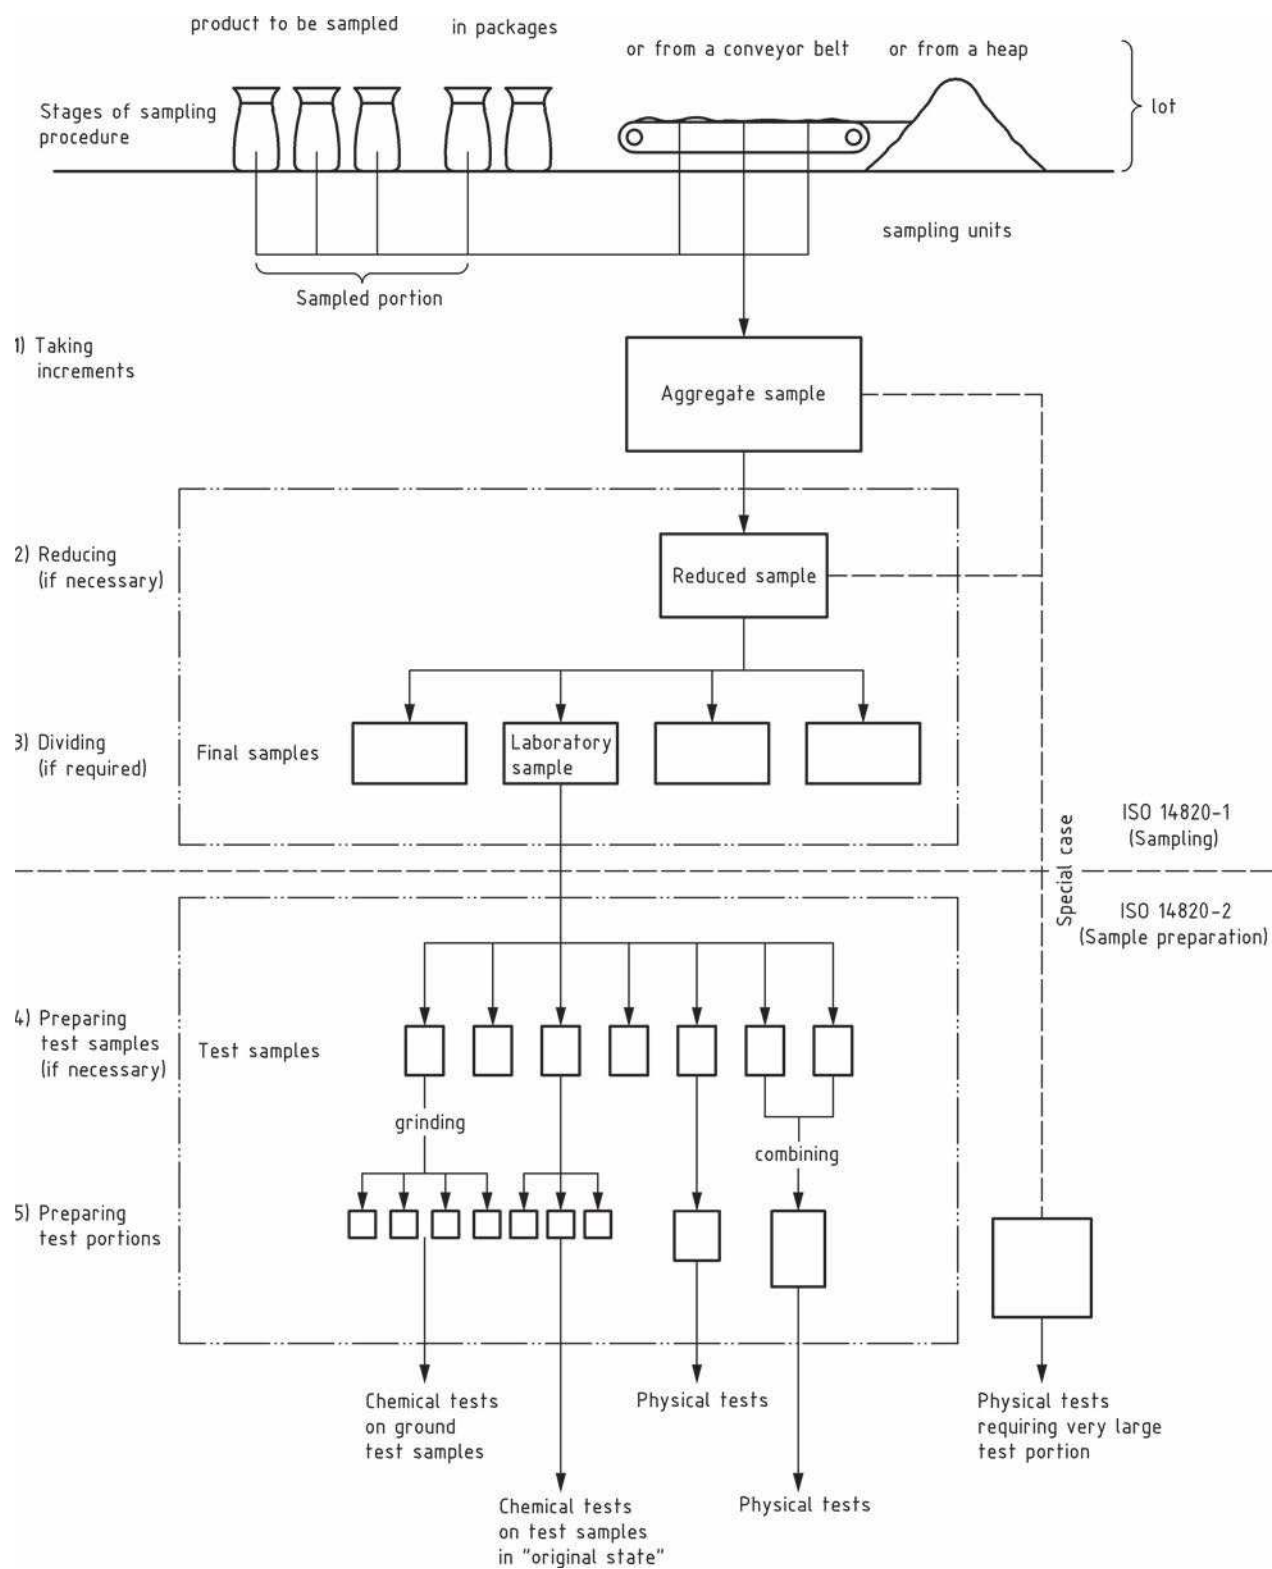 product to be sampled
in packages
or from a conveyor belt
or from a heap
Stages of sampling
procedure
lot
sampling units
Sampled portion
1) Taking
increments
Aggregate sample
2) Reducing
(if necessary)
Reduced sample
3) Dividing
(if required)
Final samples
Laboratory
sample
ISO 14820-1
(Sampling)
Special case
ISO 14820-2
(Sample preparation)
4) Preparing
test samples
(if necessary)
Test samples
grinding
combining
5) Preparing
test portions
Chemical tests
on ground
test samples
Physical tests
Physical tests
requiring very large
test portion
Chemical tests
on test samples
in "original state"
Physical tests